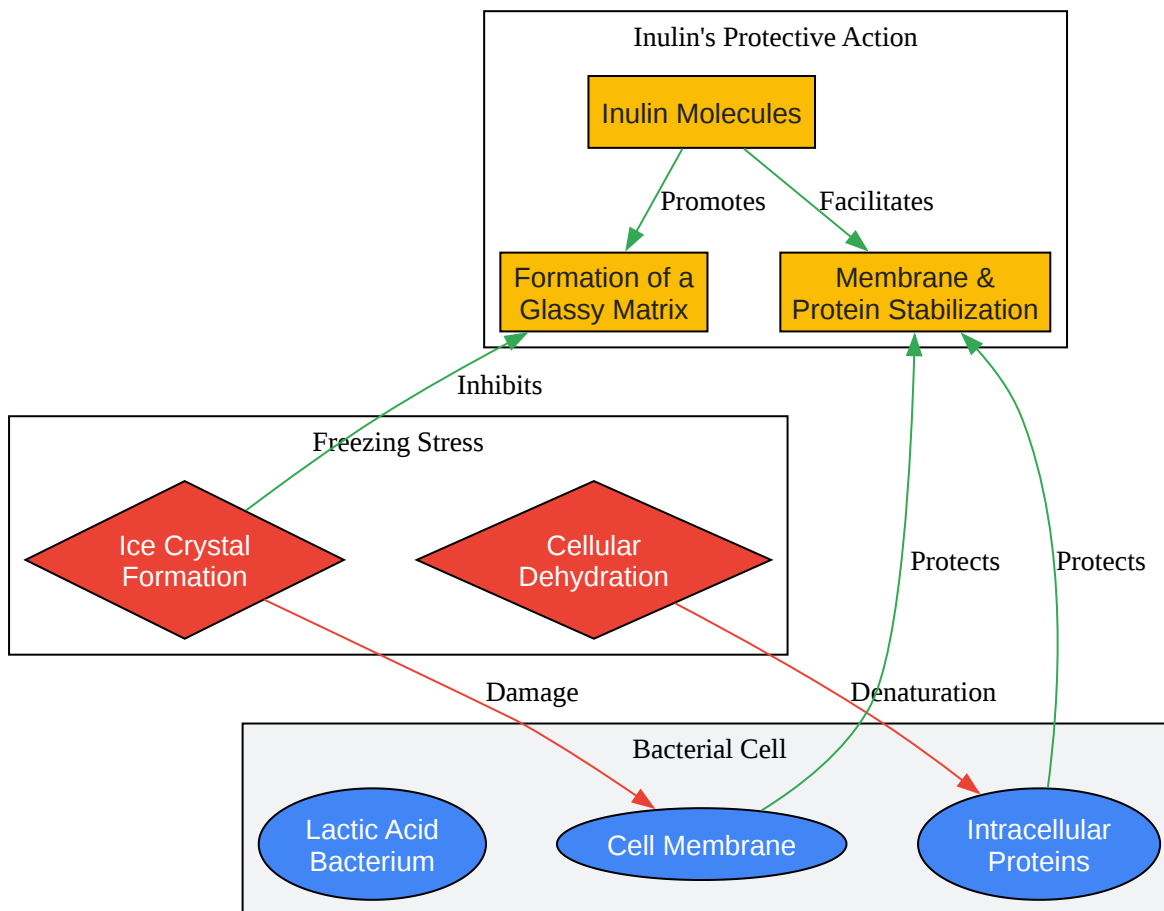 Inulin's Protective Action
Inulin Molecules
Promotes
Facilitates
Formation of a
Glassy Matrix
Membrane &
Protein Stabilization
Inhibits
Freezing Stress
Ice Crystal
Formation
Cellular
Dehydration
Protects
Protects
Damage
Denaturation
Bacterial Cell
Lactic Acid
Bacterium
Cell Membrane
Intracellular
Proteins